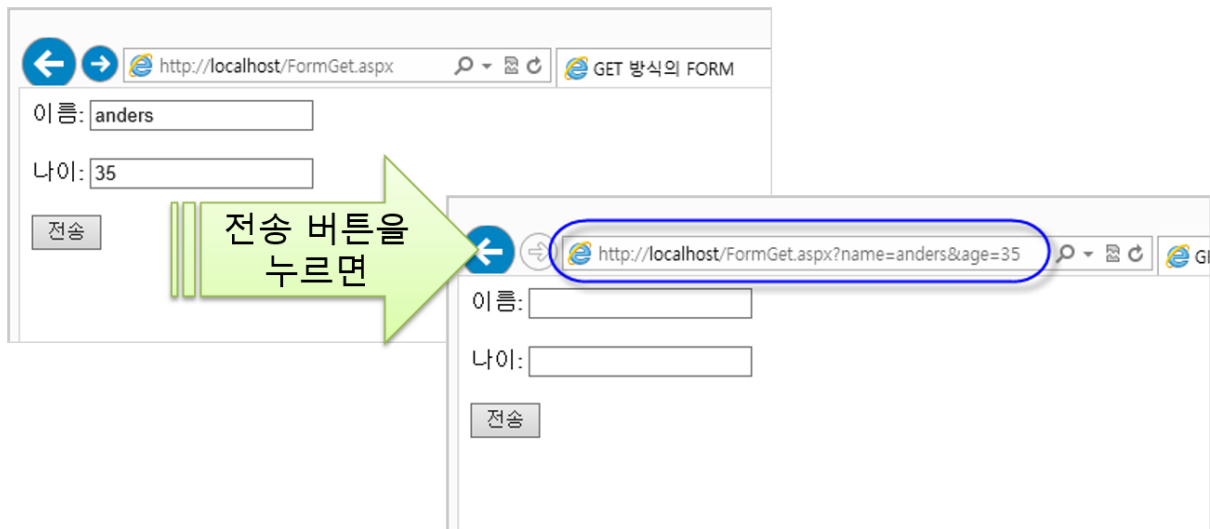 http://localhost/FormGet.aspx
GET 방식의 FORM
이름: anders
나이: 35
전송
전송 버튼을
누르면
http://localhost/FormGet.aspx?name=anders&age=35
이름:
나이:
전송